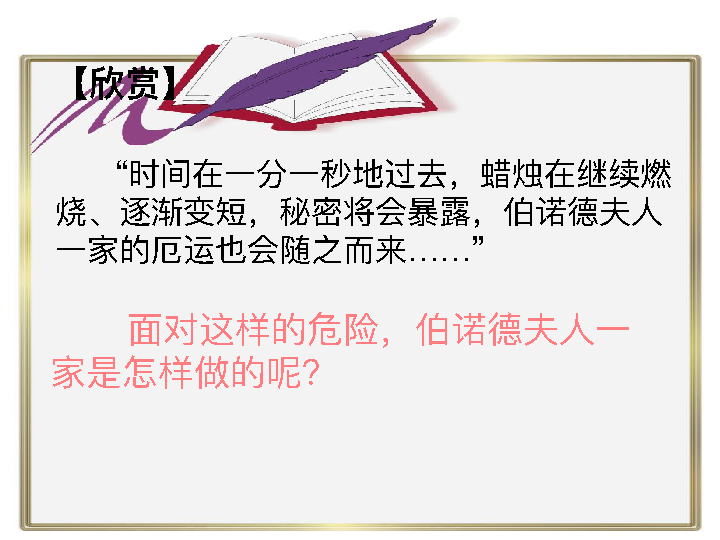 【欣赏】
“时间在一分一秒地过去，蜡烛在继续燃
烧、逐渐变短，秘密将会暴露，伯诺德夫人
一家的厄运也会随之而来……”
面对这样的危险，伯诺德夫人一
家是怎样做的呢？